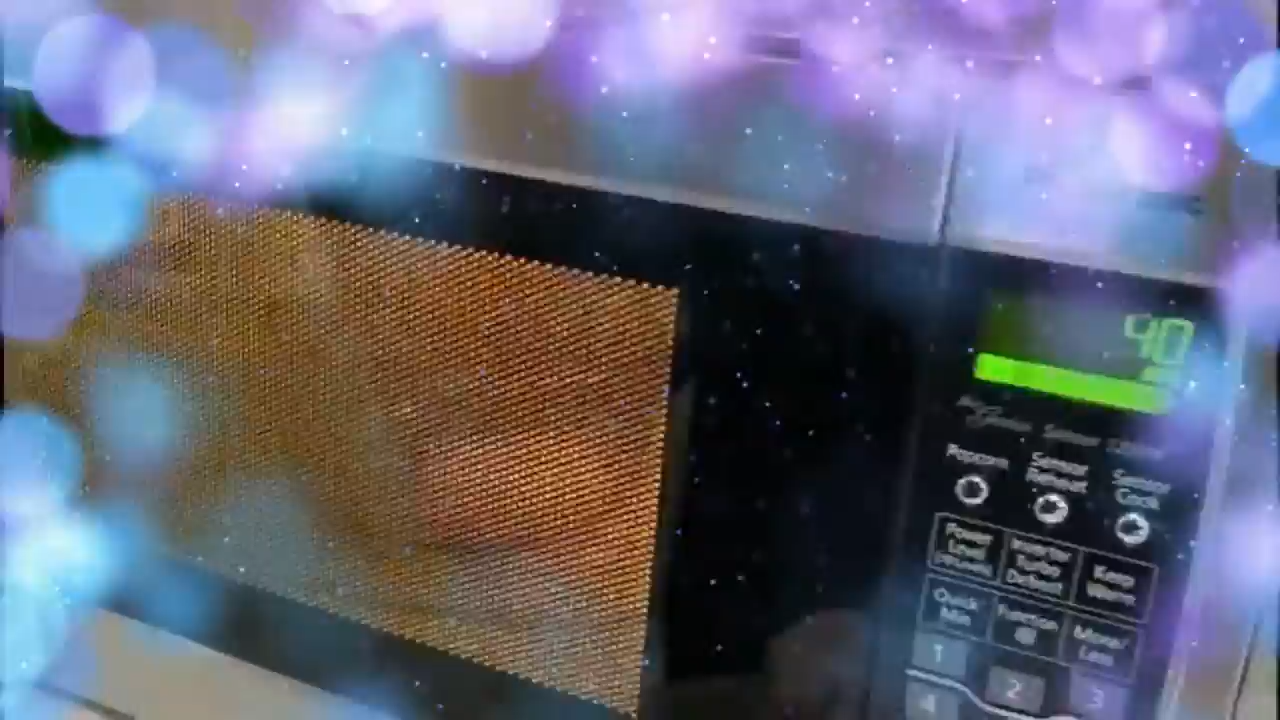 40
Popcorn
Sensor
Reheat
Sensor
Cook
Power
Level
Inverter
Turbo
Defrost
Keep
Warm
Quick
Min
Function
More/
Less
1
2
3
4